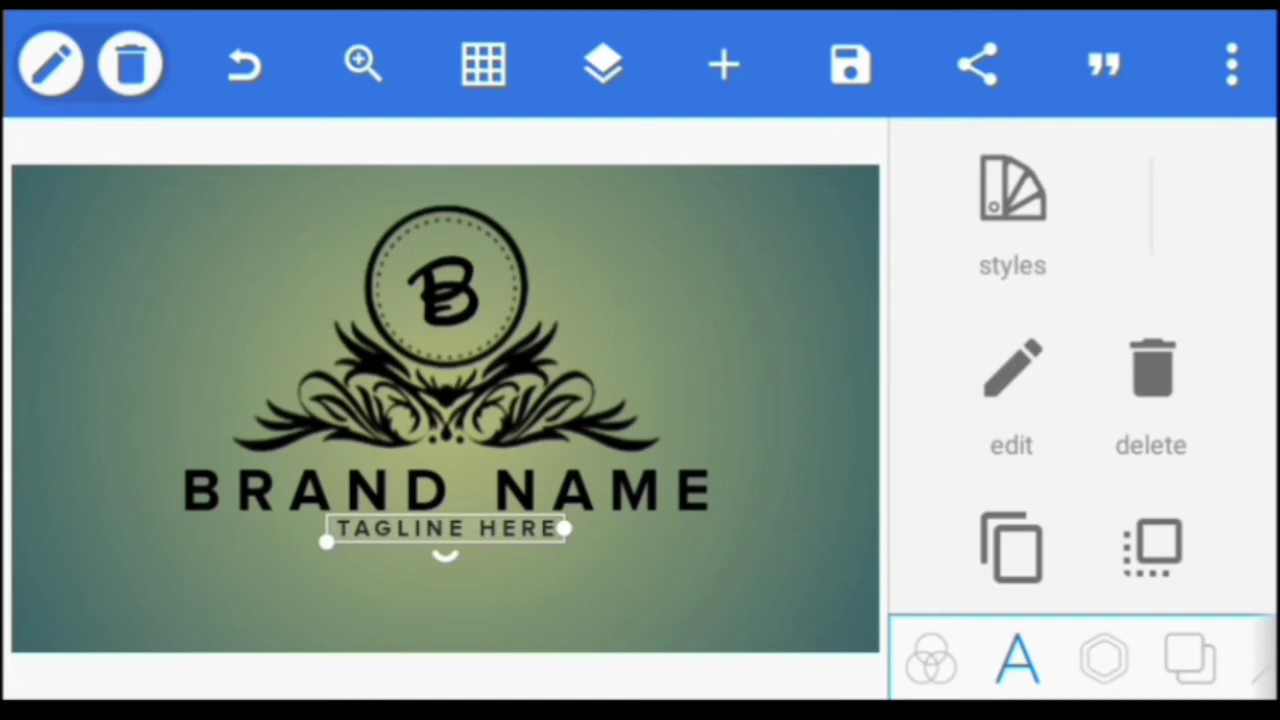 styles
B
edit
delete
BRAND NAME
TAGLINE HERE
A